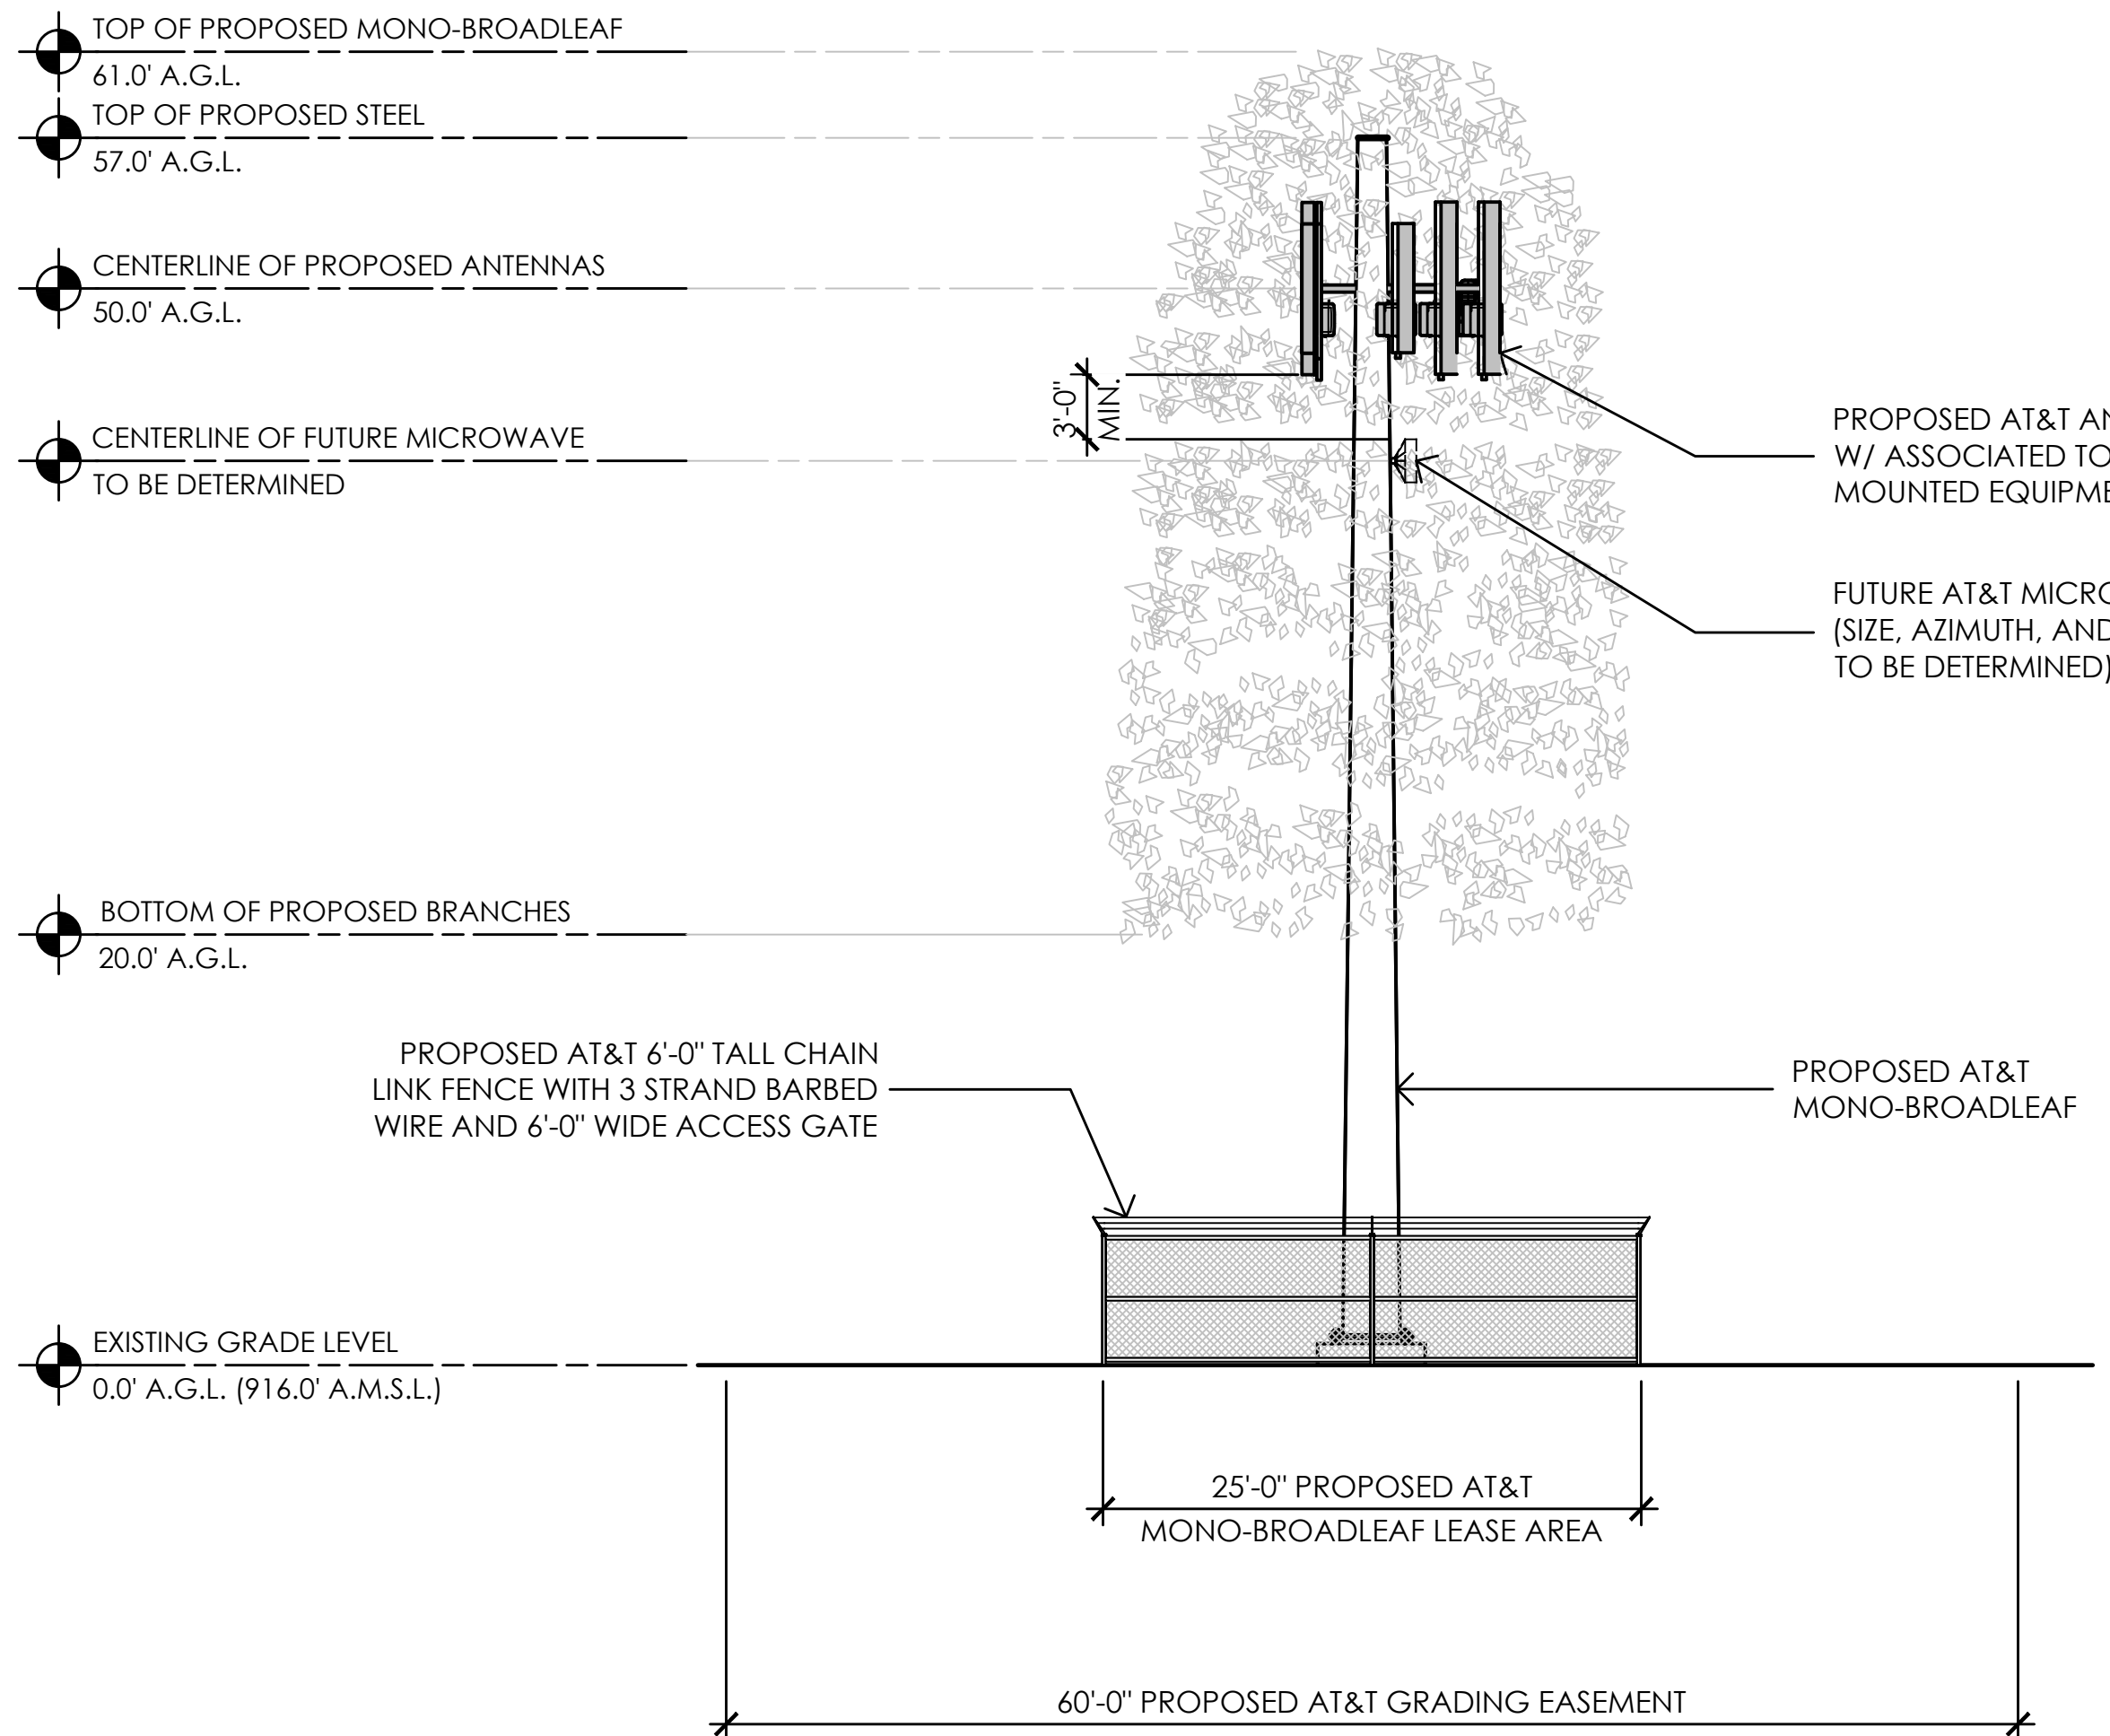 TOP OF PROPOSED MONO-BROADLEAF
61.0' A.G.L.
TOP OF PROPOSED STEEL
57.0' A.G.L.
CENTERLINE OF PROPOSED ANTENNAS
50.0' A.G.L.
3'-0"
MIN.
CENTERLINE OF FUTURE MICROWAVE
TO BE DETERMINED
PROPOSED AT&T
W/ ASSOCIATED
MOUNTED
FUTURE AT&T
(SIZE, AZIMUTH, AND
TO BE DETERMINED)
BOTTOM OF PROPOSED BRANCHES
20.0' A.G.L.
PROPOSED AT&T 6'-0" TALL CHAIN
LINK FENCE WITH 3 STRAND BARBED
WIRE AND 6'-0" WIDE ACCESS GATE
PROPOSED AT&T
MONO-BROADLEAF
EXISTING GRADE LEVEL
0.0' A.G.L. (916.0' A.M.S.L.)
25'-0" PROPOSED AT&T
MONO-BROADLEAF LEASE AREA
60'-0" PROPOSED AT&T GRADING EASEMENT